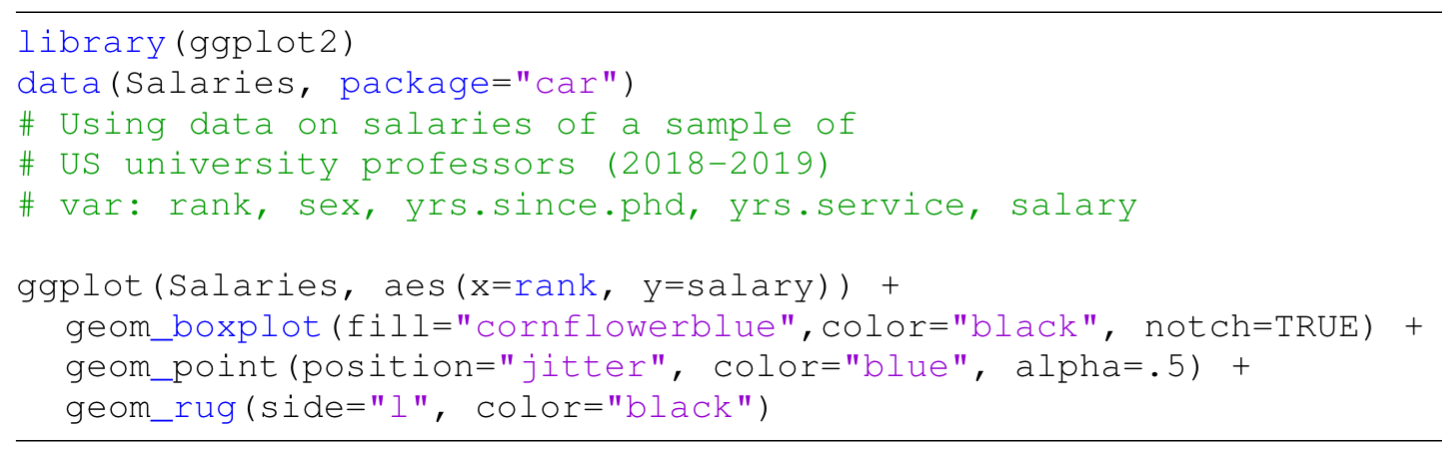 library(ggplot2)
data(Salaries, package="car")
# Using data on salaries of a sample of
# US university professors (2018-2019)
# var: rank, sex, yrs.since.phd, yrs.service, salary

ggplot(Salaries, aes(x=rank, y=salary)) +
  geom_boxplot(fill="cornflowerblue",color="black", notch=TRUE) +
  geom_point(position="jitter", color="blue", alpha=.5) +
  geom_rug(side="l", color="black")